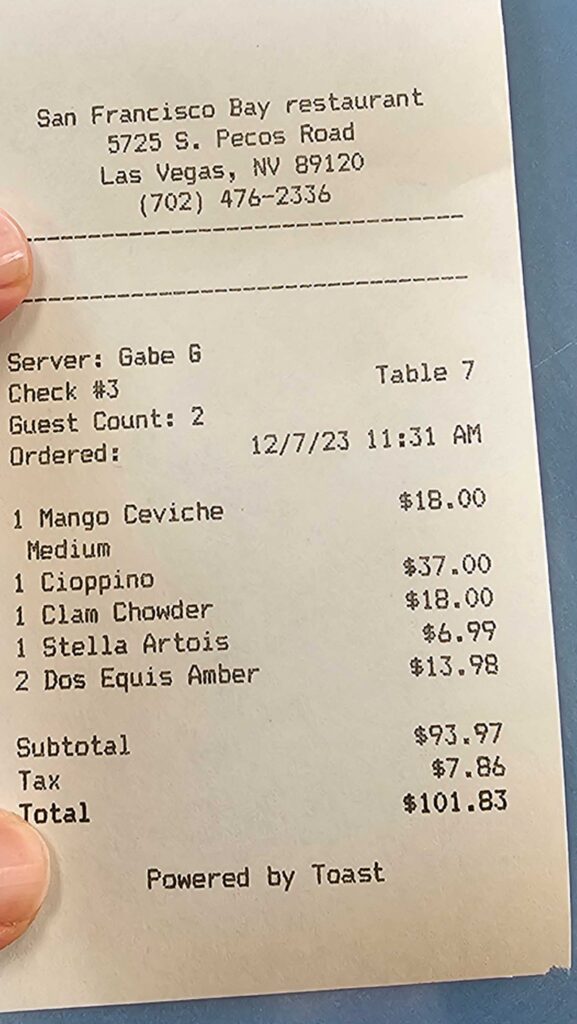 San Francisco Bay restaurant
5725 S. Pecos Road
Las Vegas, NV 89120
(702) 476-2336
Server: Gabe G
Check #3 Table 7
Guest Count: 2
Ordered: 12/7/23 11:31 AM
1 Mango Ceviche $18.00
Medium
1 Cioppino $37.00
1 Clam Chowder $18.00
1 Stella Artois $6.99
2 Dos Equis Amber $13.98
Subtotal $93.97
Tax $7.86
Total $101.83
Powered by Toast